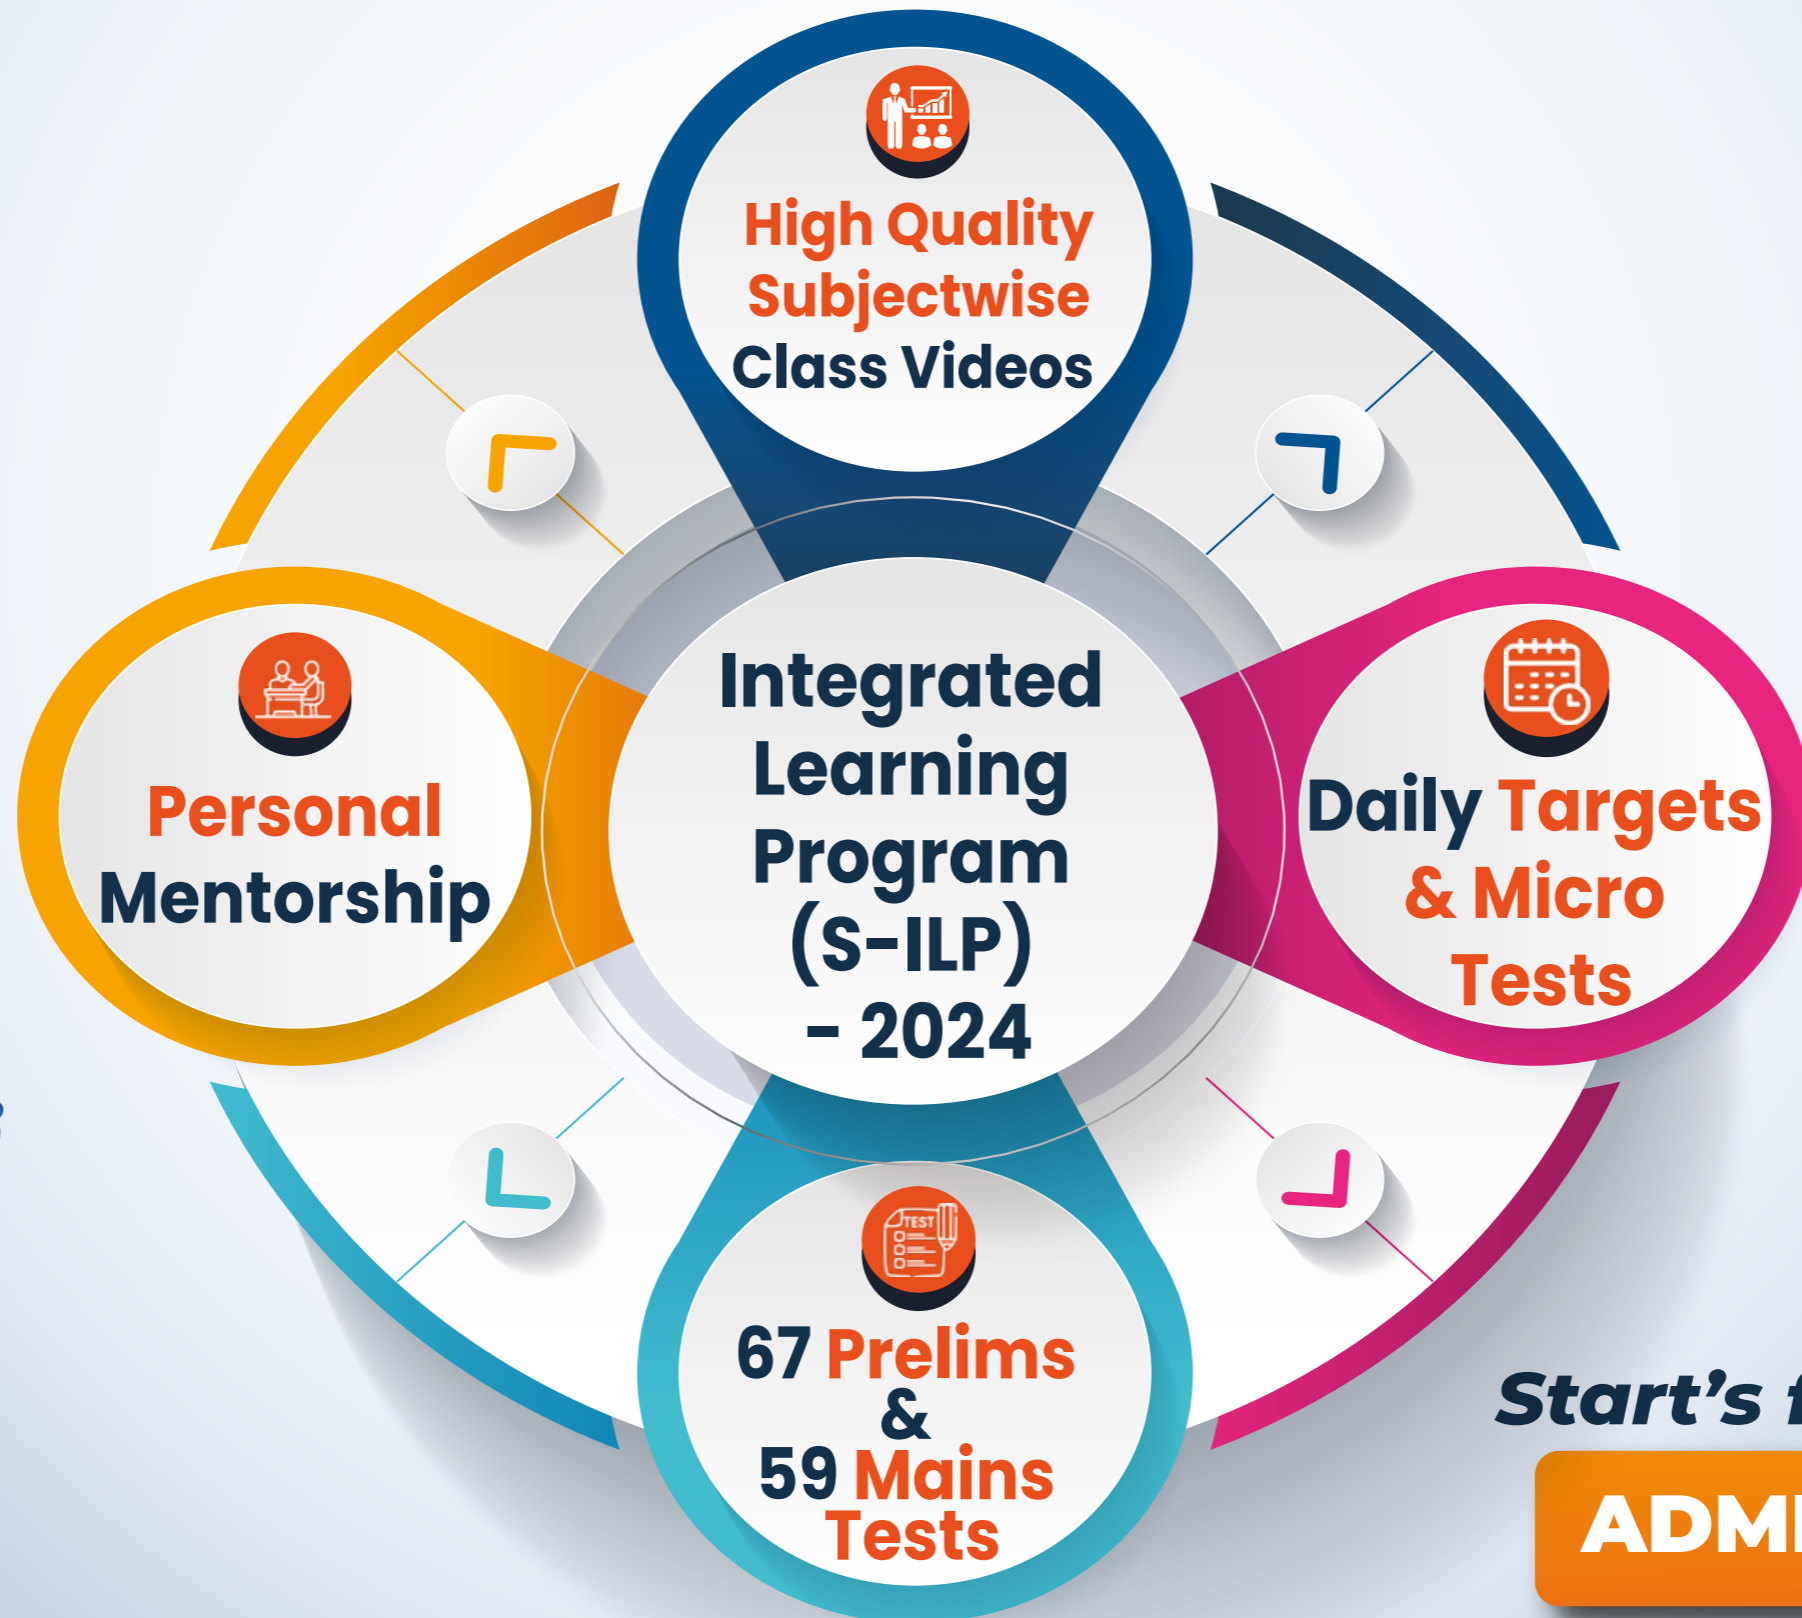 High Quality
Subjectwise
Class Videos
Personal
Mentorship
Integrated
Learning
Program
(S-ILP)
- 2024
Daily Targets
& Micro
Tests
TEST
67 Prelims
&
59 Mains
Tests
Start's